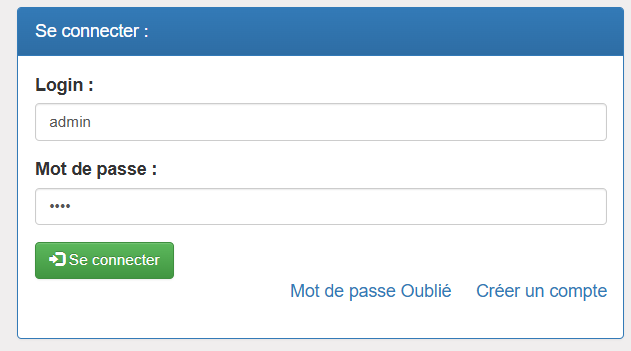 Se connecter :
Login :
admin
Mot de passe :
••••
Se connecter
Mot de passe Oublié Créer un compte